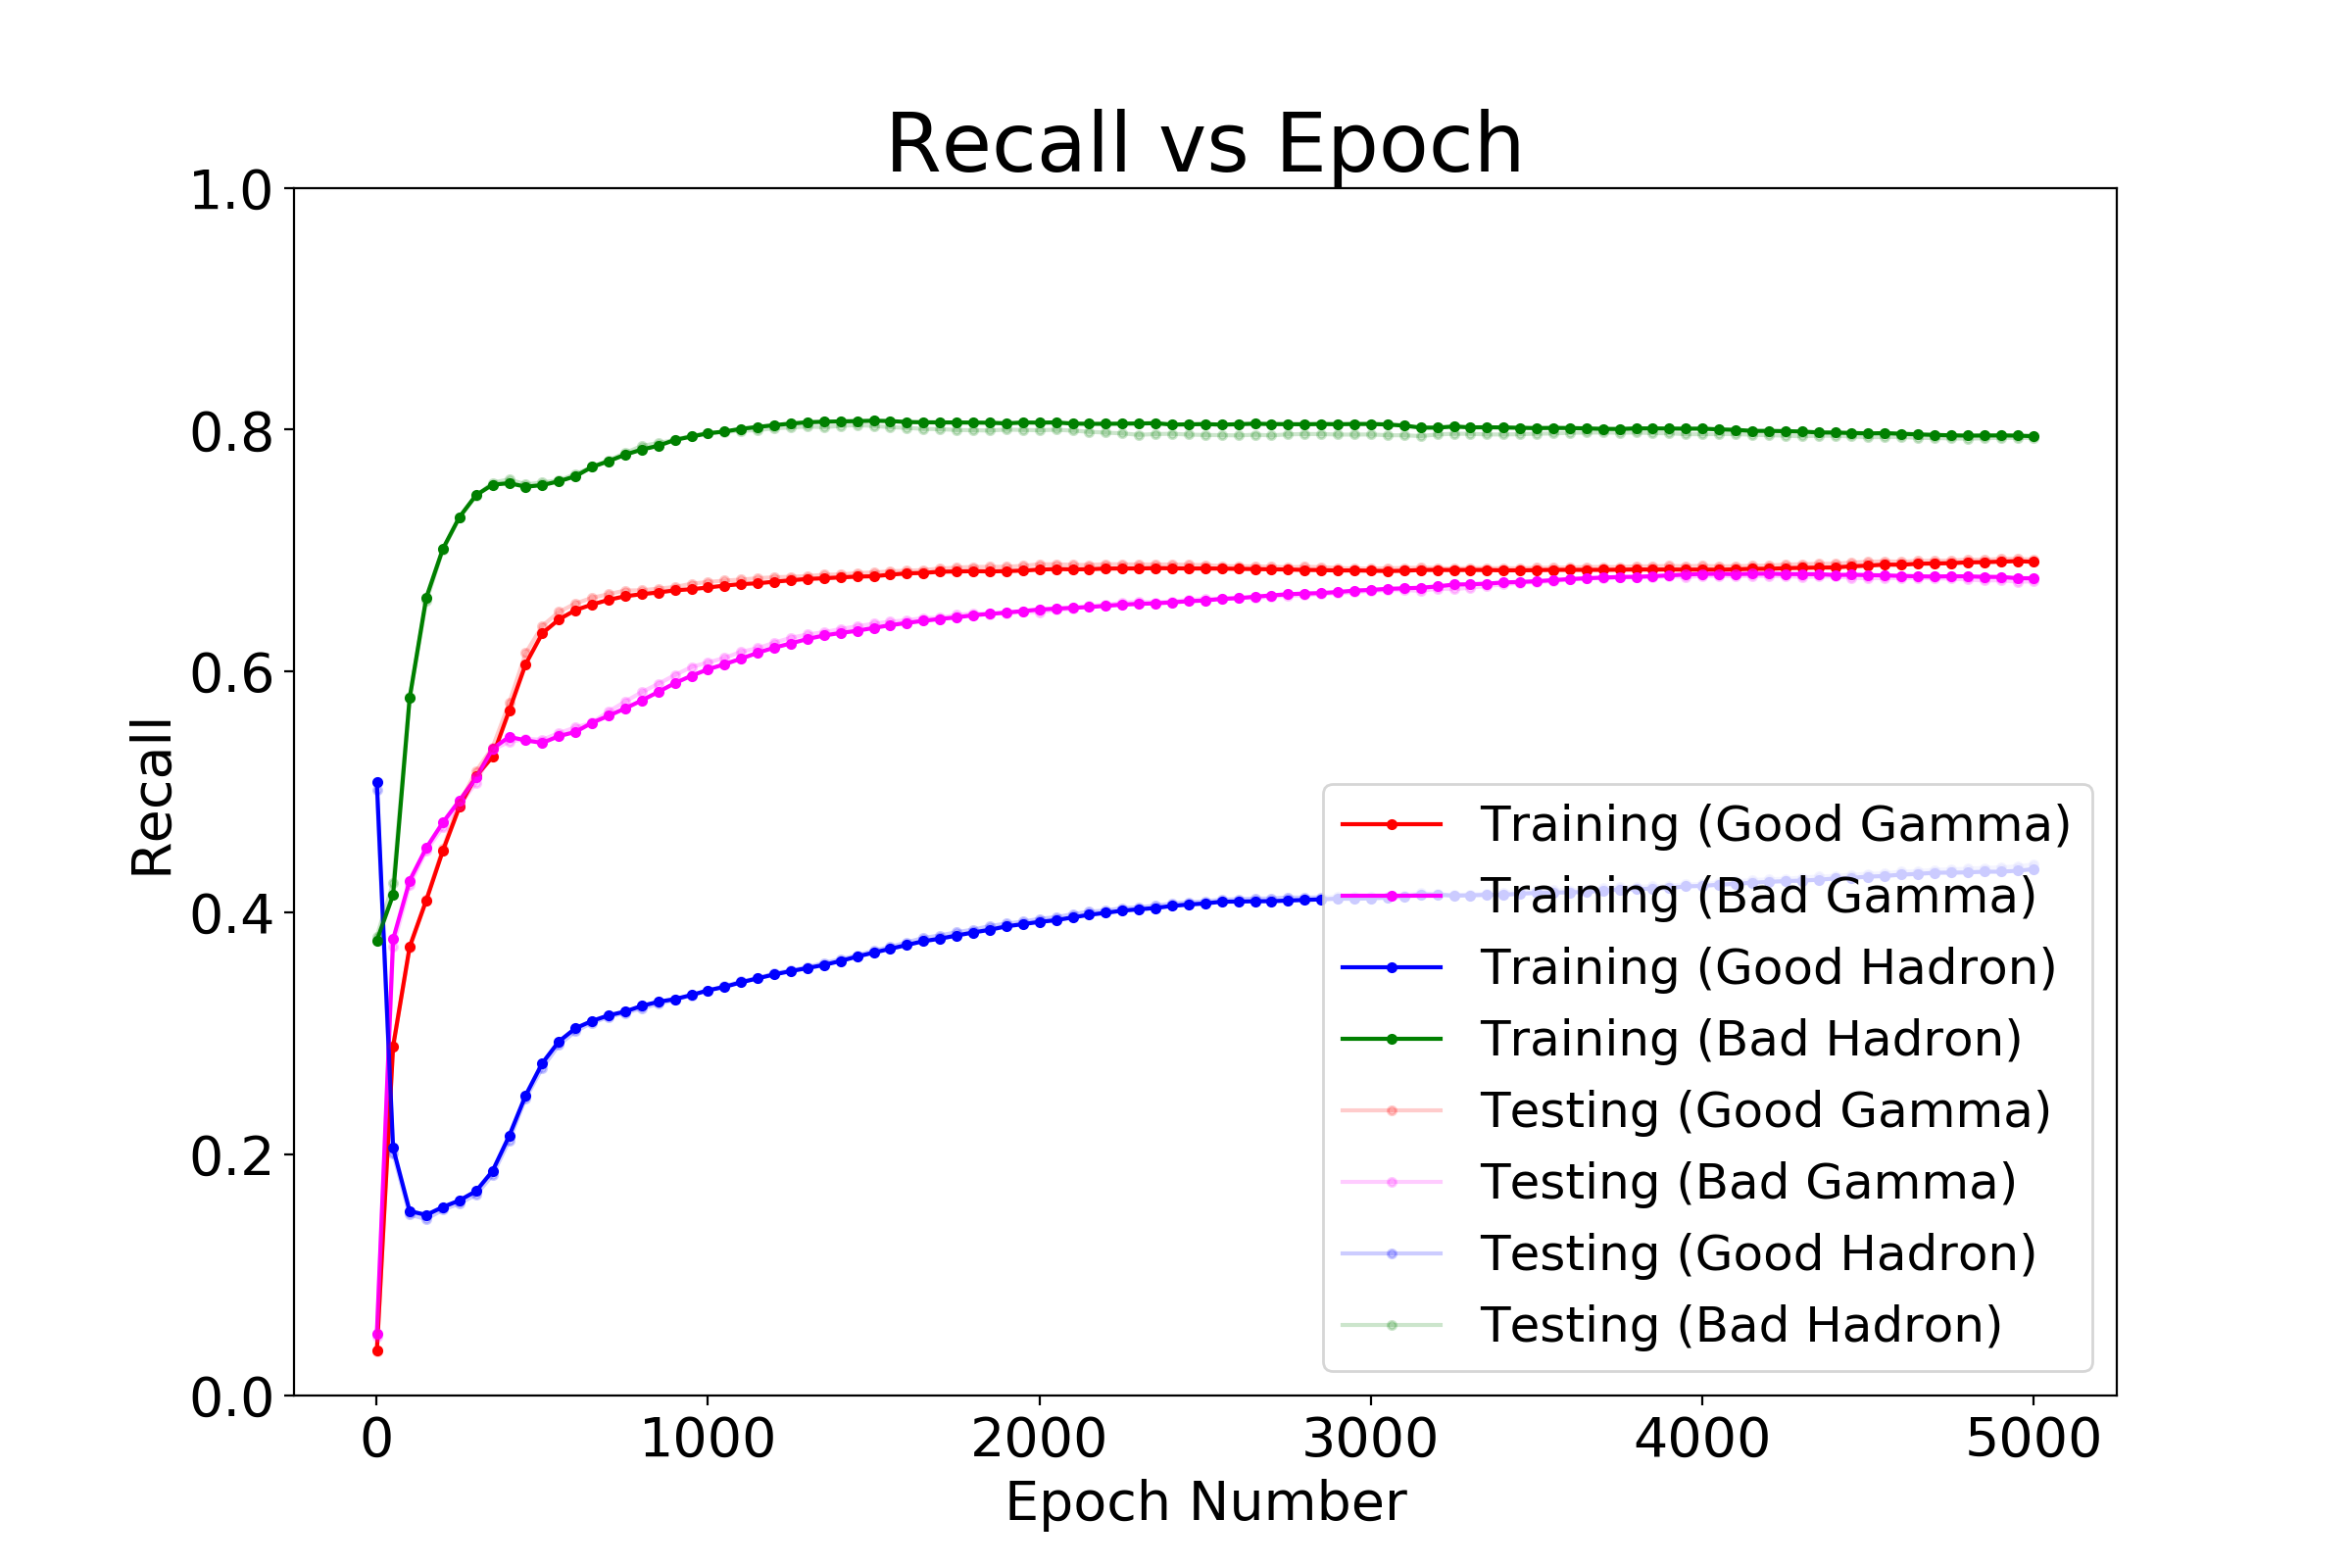 Recall vs Epoch
1.0
0.8
0.6
0.4
0.2
0.0
Recall
0 1000 2000 3000 4000 5000
Epoch Number
Training (Good Gamma)
Training (Bad Gamma)
Training (Good Hadron)
Training (Bad Hadron)
Testing (Good Gamma)
Testing (Bad Gamma)
Testing (Good Hadron)
Testing (Bad Hadron)